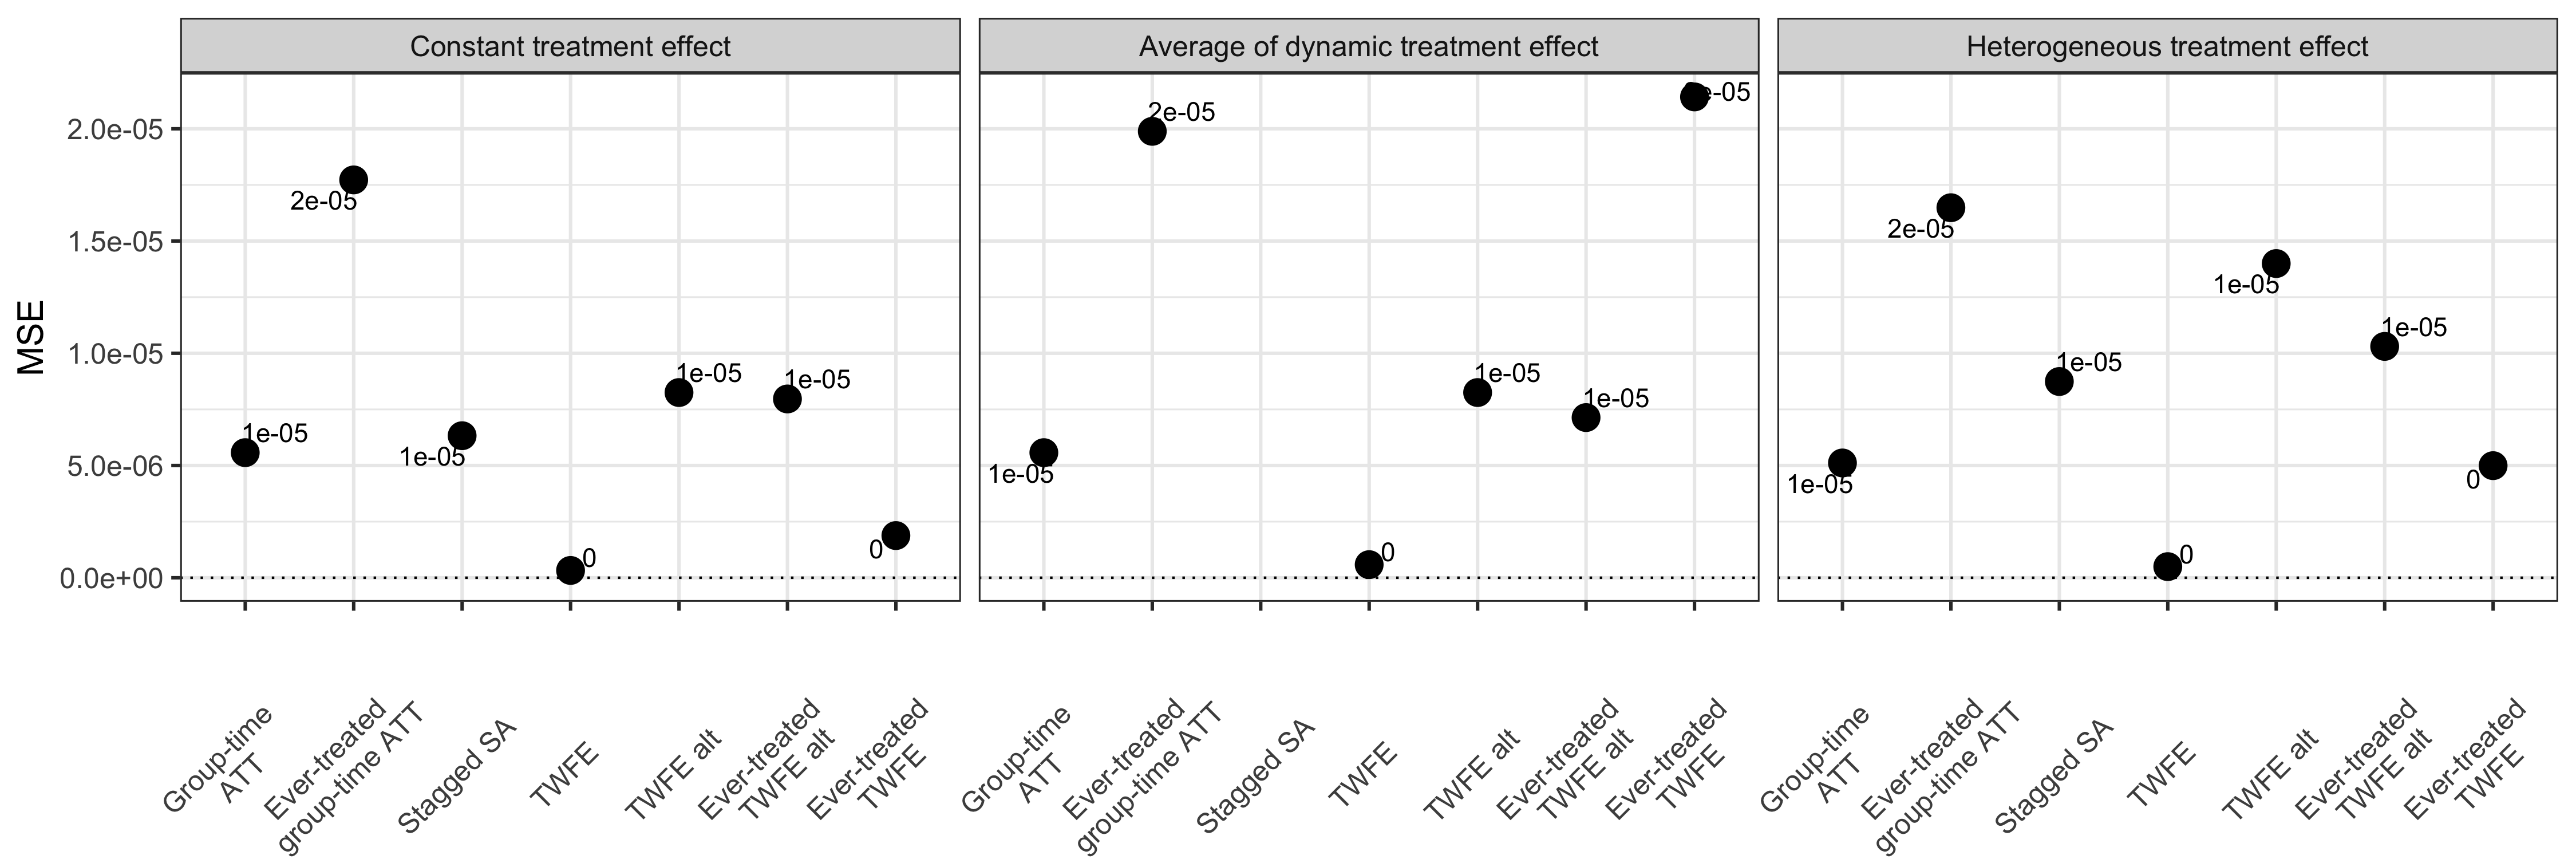 Constant treatment effect
Average of dynamic treatment effect
Heterogeneous treatment effect
MSE
2.0e-05
1.5e-05
1.0e-05
5.0e-06
0.0e+00
1e-05
2e-05
1e-05
0
1e-05
1e-05
0
1e-05
2e-05
0
1e-05
1e-05
e-05
1e-05
2e-05
1e-05
0
1e-05
1e-05
0
Group-time
ATT
Ever-treated
group-time ATT
Stagged SA
TWFE
TWFE alt
Ever-treated
TWFE alt
Ever-treated
TWFE
Group-time
ATT
Ever-treated
group-time ATT
Stagged SA
TWFE
TWFE alt
Ever-treated
TWFE alt
Ever-treated
TWFE
Group-time
ATT
Ever-treated
group-time ATT
Stagged SA
TWFE
TWFE alt
Ever-treated
TWFE alt
Ever-treated
TWFE